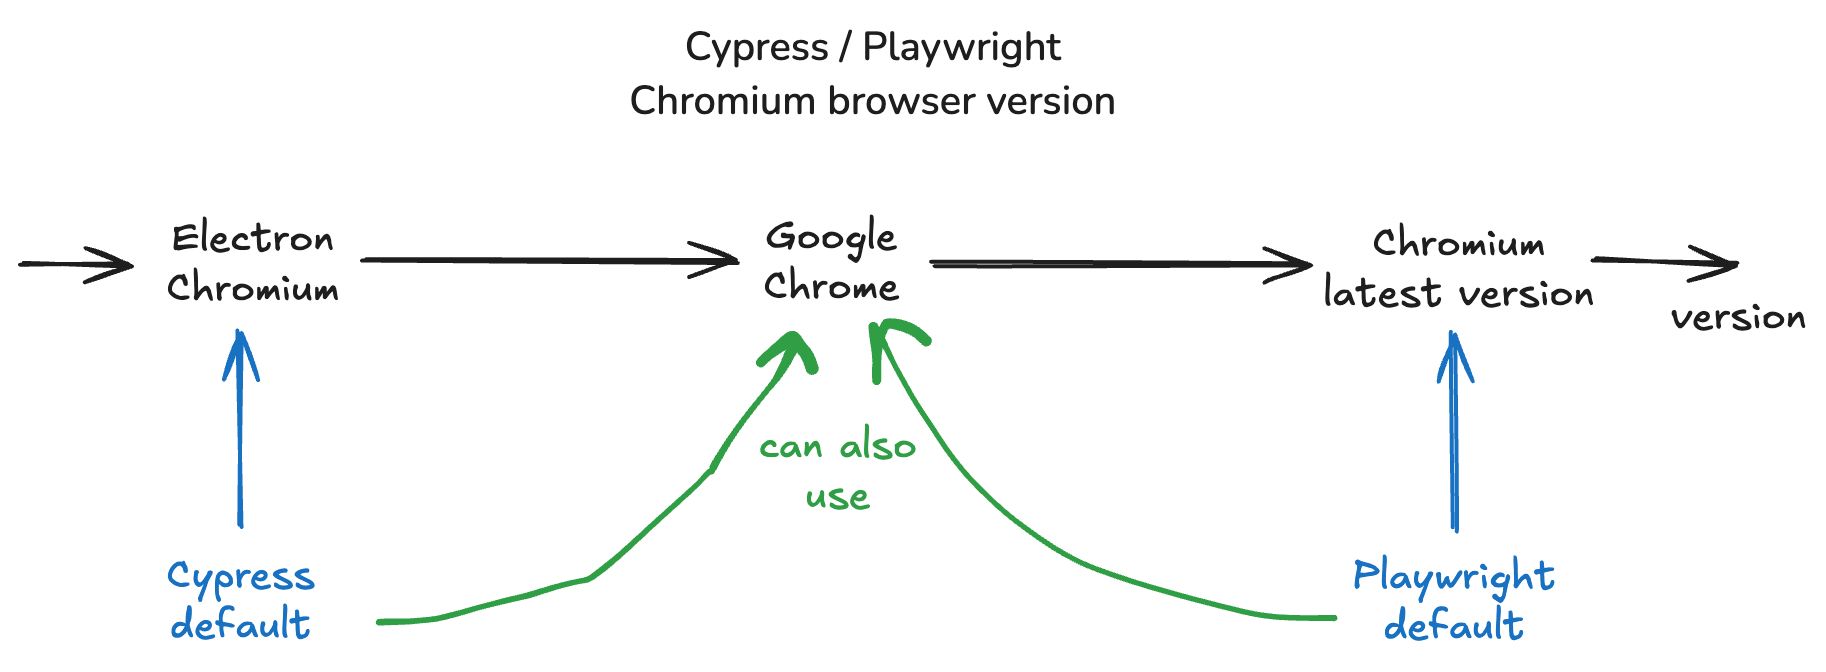 Cypress / Playwright
Chromium browser version
Electron
Chromium
Google
Chrome
Chromium
latest version
version
can also
use
Cypress
default
Playwright
default